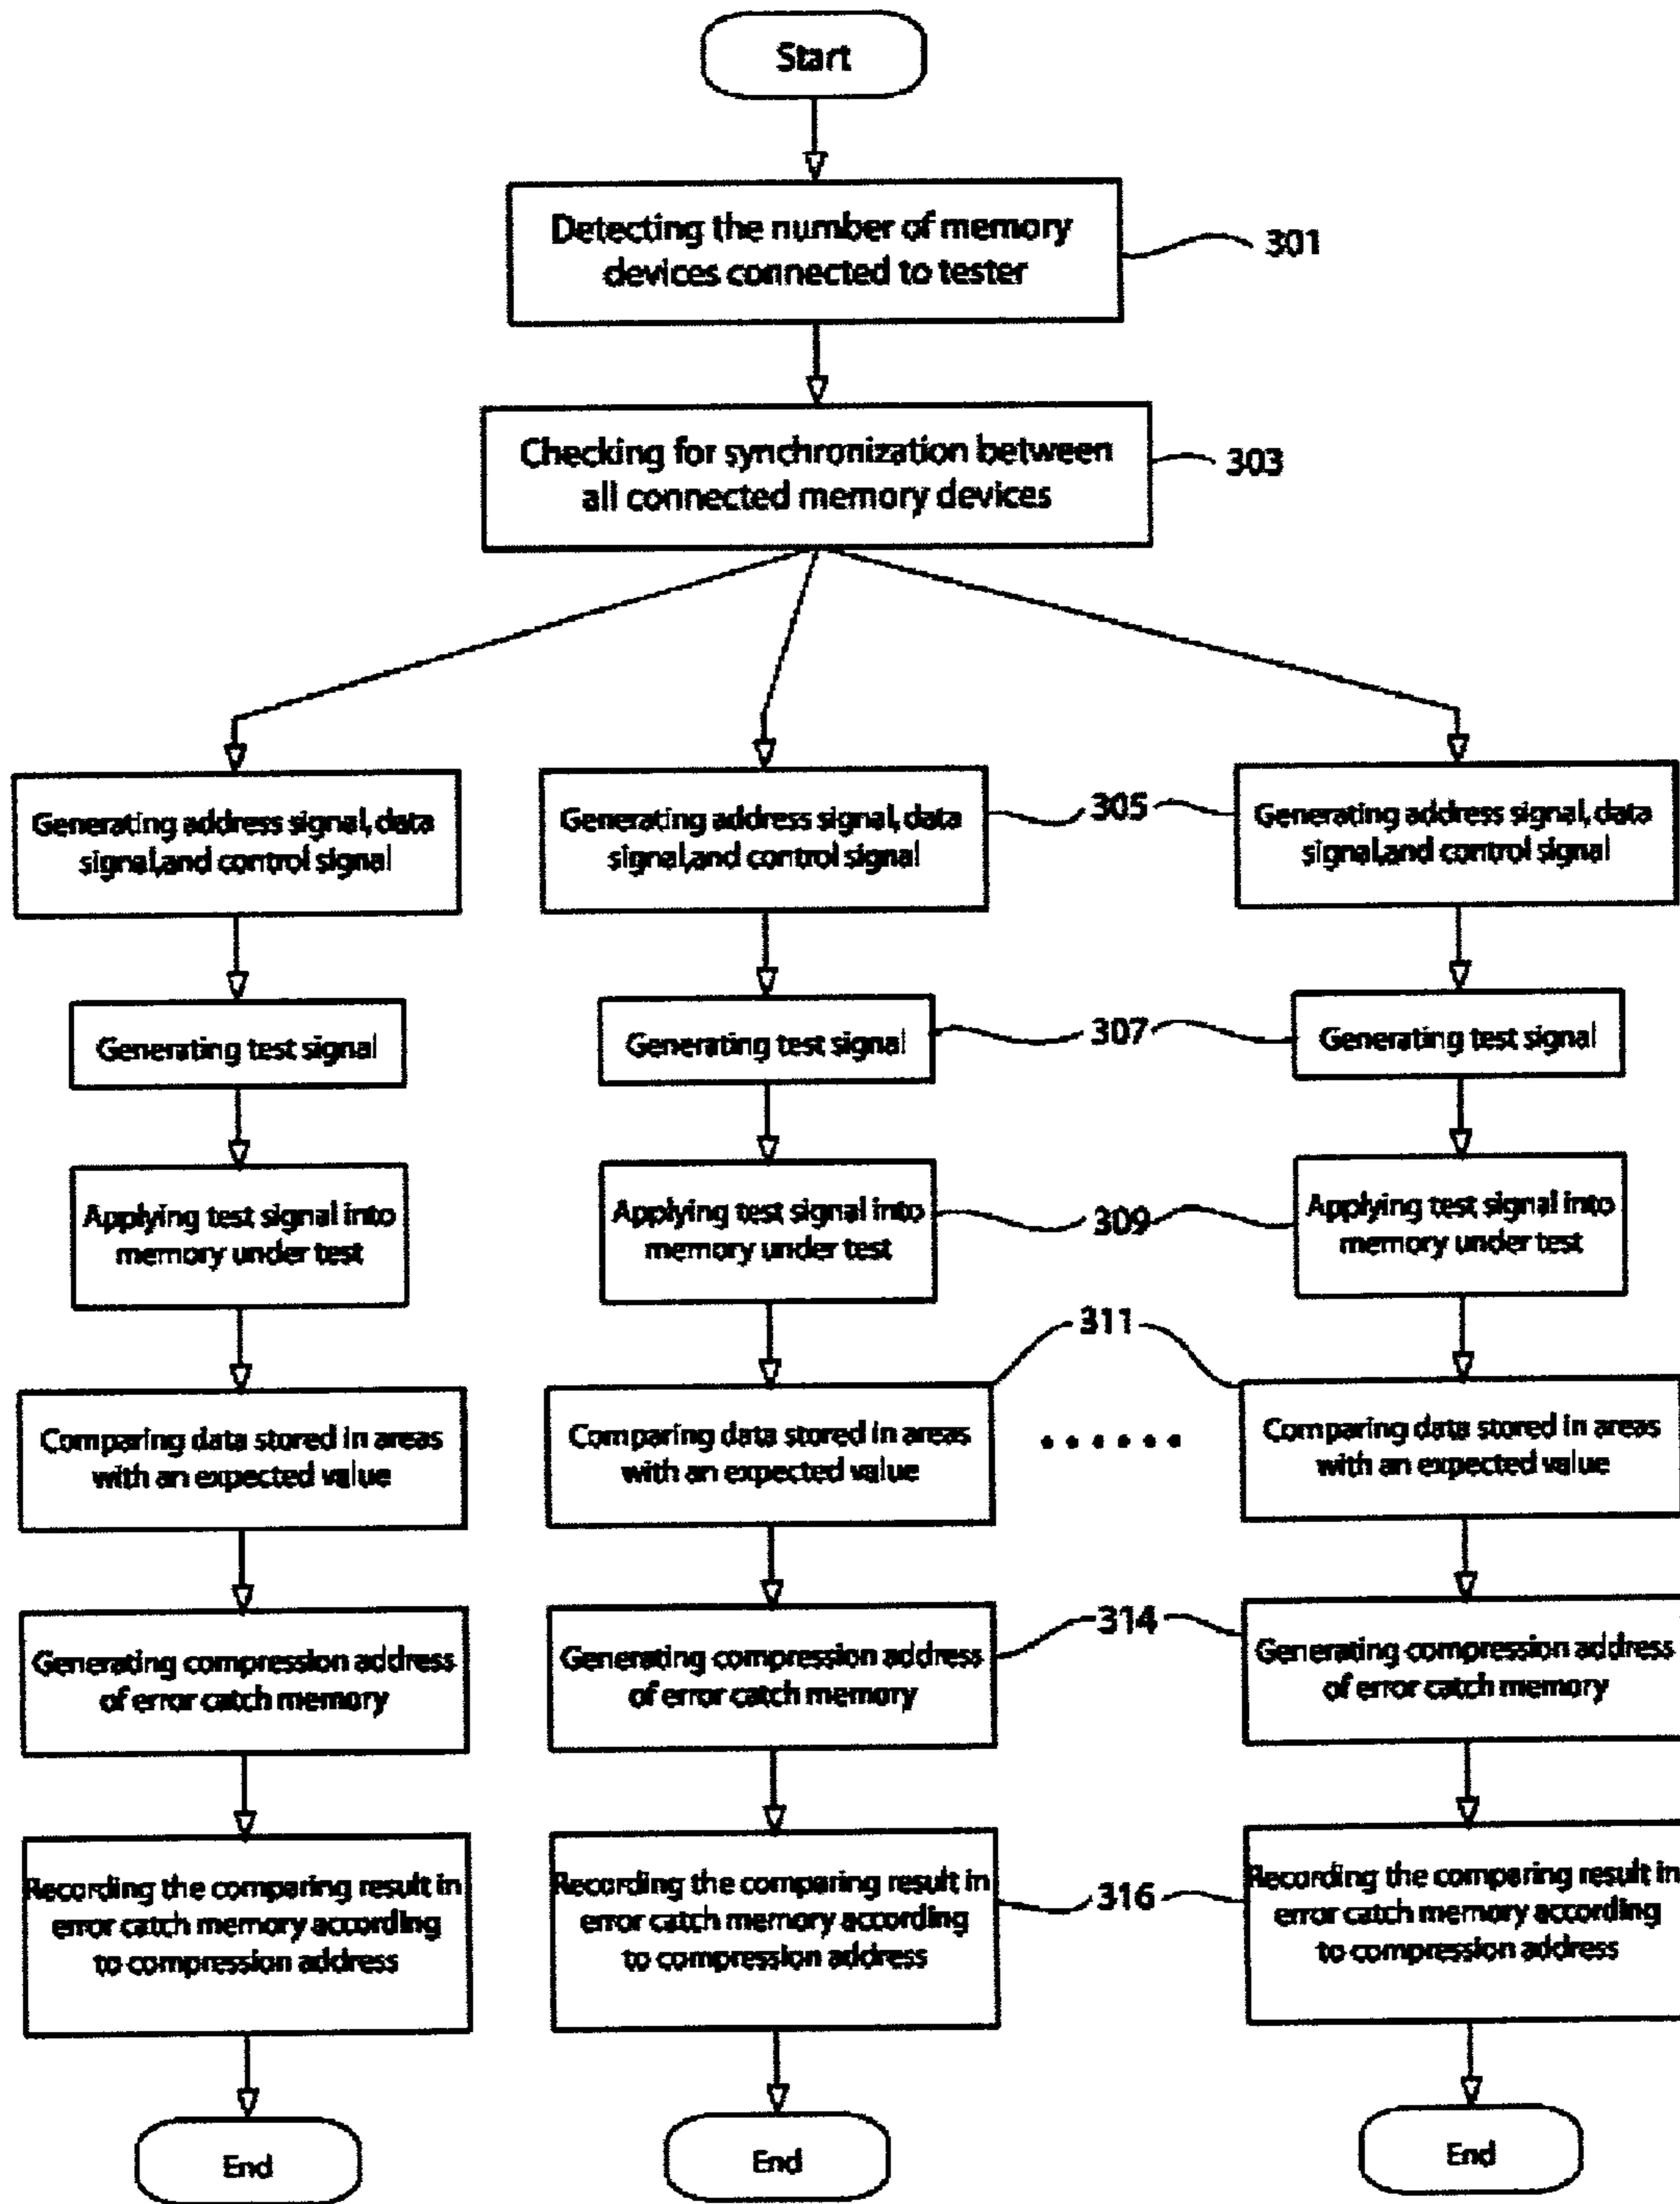 Start
Detecting the number of memory
devices connected to tester
301
Checking for synchronization between
all connected memory devices
303
Generating address signal, data
signal,and control signal
Generating address signal, data
signal,and control signal
305
Generating address signal, data
signal,and control signal
Generating test signal
Generating test signal
307
Generating test signal
Applying test signal into
memory under test
Applying test signal into
memory under test
309
Applying test signal into
memory under test
311
Comparing data stored in areas
with an expected value
Comparing data stored in areas
with an expected value
......
Comparing data stored in areas
with an expected value
Generating compression address
of error catch memory
Generating compression address
of error catch memory
314
Generating compression address
of error catch memory
Recording the comparing result in
error catch memory according
to compression address
Recording the comparing result in
error catch memory according
to compression address
316
Recording the comparing result in
error catch memory according
to compression address
End
End
End